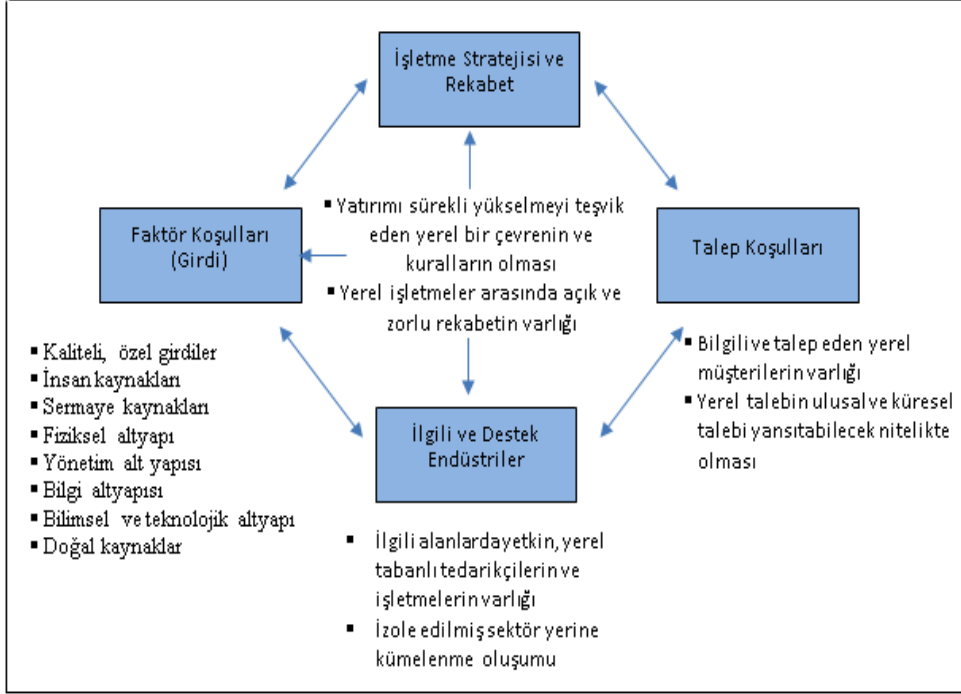 İşletme Stratejisi ve
Rekabet
▪ Yatırımı sürekli yükselmeyi teşvik
eden yerel bir çevrenin ve
kuralların olması
▪ Yerel işletmeler arasında açık ve
zorlu rekabetin varlığı
Faktör Koşulları
(Girdi)
Talep Koşulları
▪ Kaliteli, özel girdiler
▪ İnsan kaynakları
▪ Sermaye kaynakları
▪ Fiziksel altyapı
▪ Yönetim alt yapısı
▪ Bilgi altyapısı
▪ Bilimsel ve teknolojik altyapı
▪ Doğal kaynaklar
▪ Bilgili ve talep eden yerel
müşterilerin varlığı
▪ Yerel talebin ulusal ve küresel
talebi yansıtabilecek nitelikte
olması
İlgili ve Destek
Endüstriler
▪ İlgili alanlarda yetkin, yerel
tabanlı tedarikçilerin ve
işletmelerin varlığı
▪ İzole edilmiş sektör yerine
kümelenme oluşumu